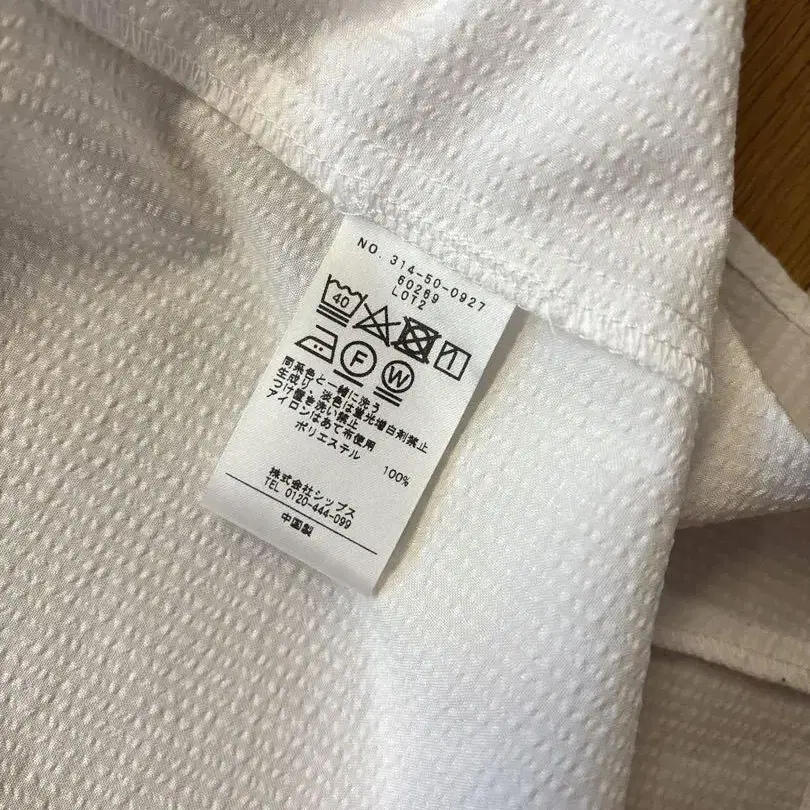 NO. 314-50-0927
60269
LOT2
40
F
W
同系色と一緒に洗う
生成り、淡色は蛍光増白剤禁止
つけ置き洗い禁止
アイロンはあて布使用
ポリエステル 100%
株式会社シップス
TEL 0120-444-099
中国製